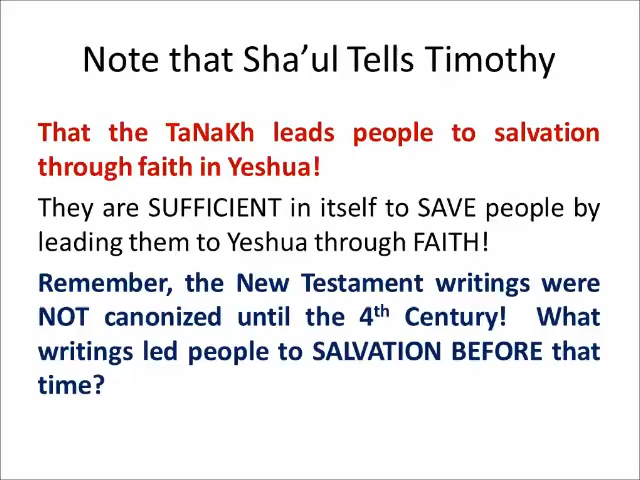 Note that Sha'ul Tells Timothy
That the TaNaKh leads people to salvation
through faith in Yeshua!
They are SUFFICIENT in itself to SAVE people by
leading them to Yeshua through FAITH!
Remember, the New Testament writings were
NOT canonized until the 4th Century! What
writings led people to SALVATION BEFORE that
time?